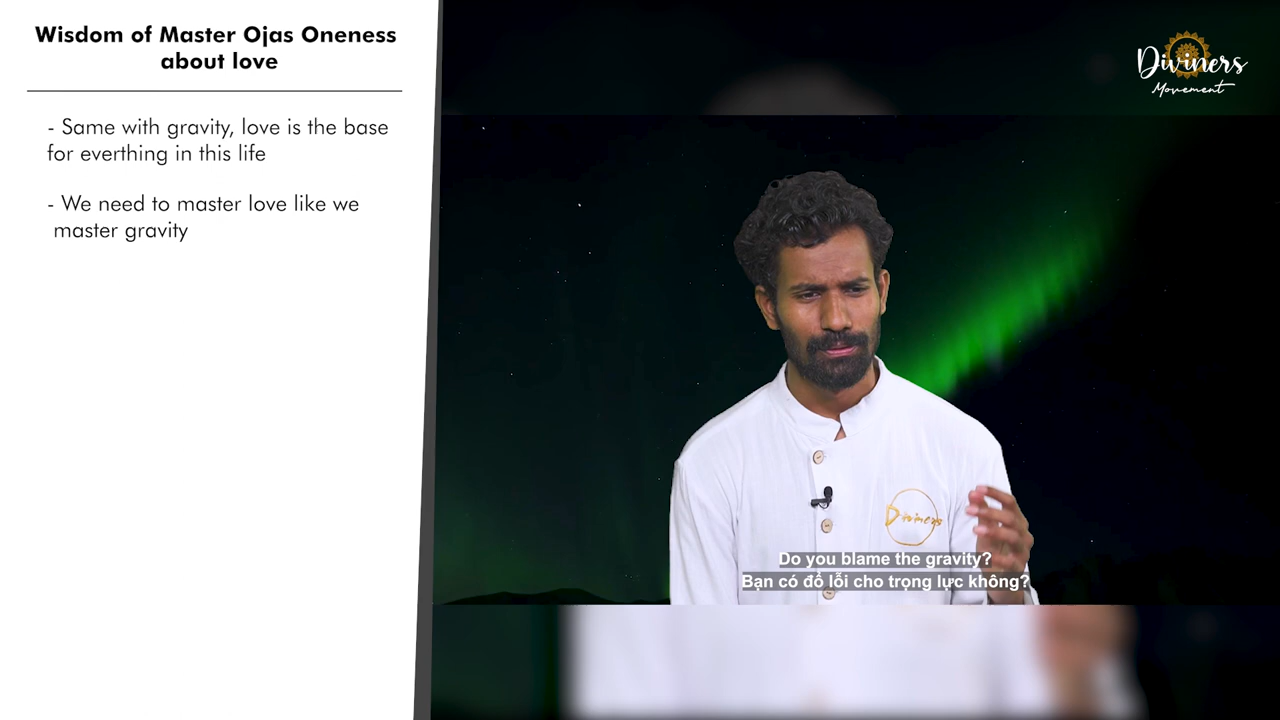 Wisdom of Master Ojas Oneness
about love
- Same with gravity, love is the base
for everthing in this life
- We need to master love like we
master gravity
Diviners
Movement
Diviners
Do you blame the gravity?
Bạn có đổ lỗi cho trọng lực không?